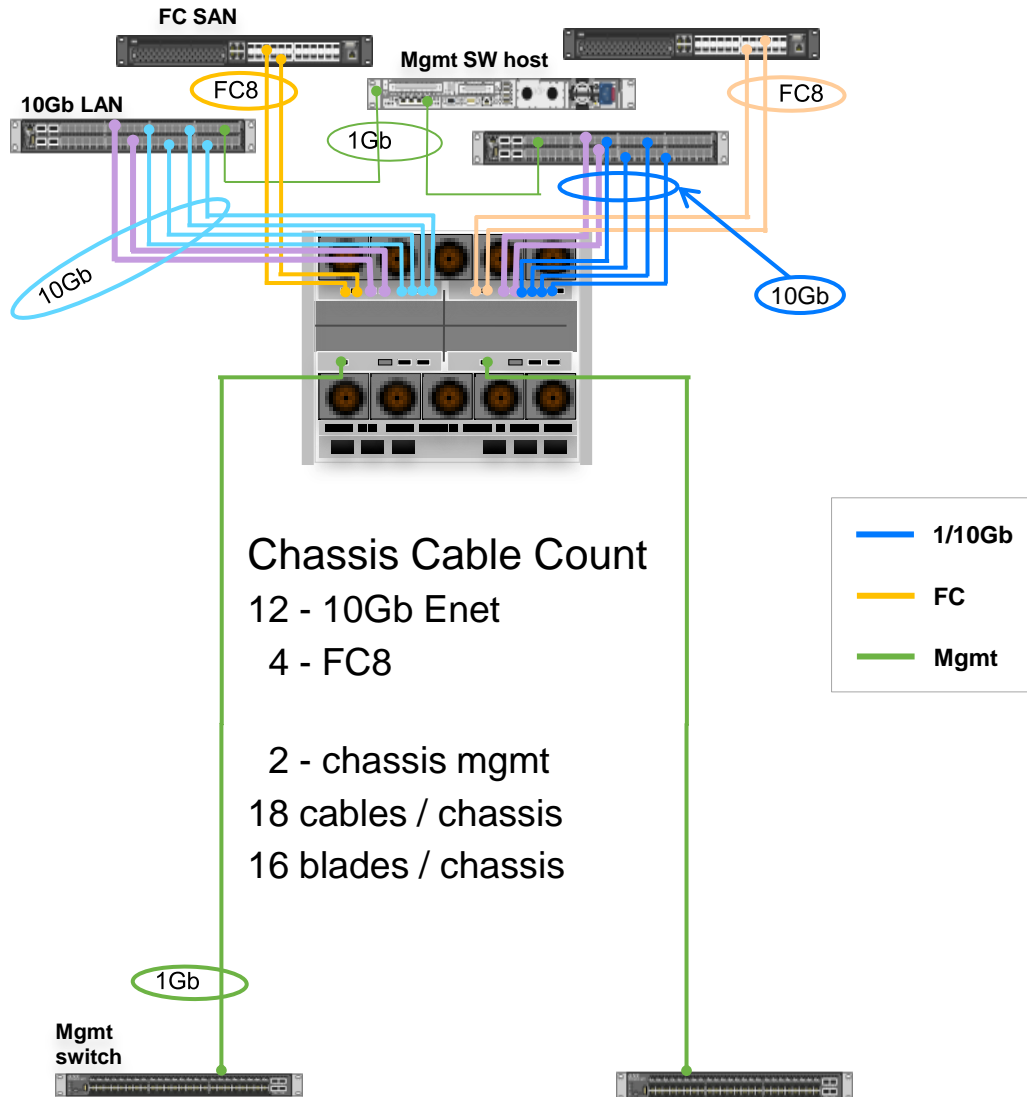 FC SAN
Mgmt SW host
FC8
FC8
10Gb LAN
1Gb
10Gb
10Gb
1/10Gb
FC
Mgmt
Chassis Cable Count
12 - 10Gb Enet
4 - FC8
2 - chassis mgmt
18 cables / chassis
16 blades / chassis
1Gb
Mgmt
switch